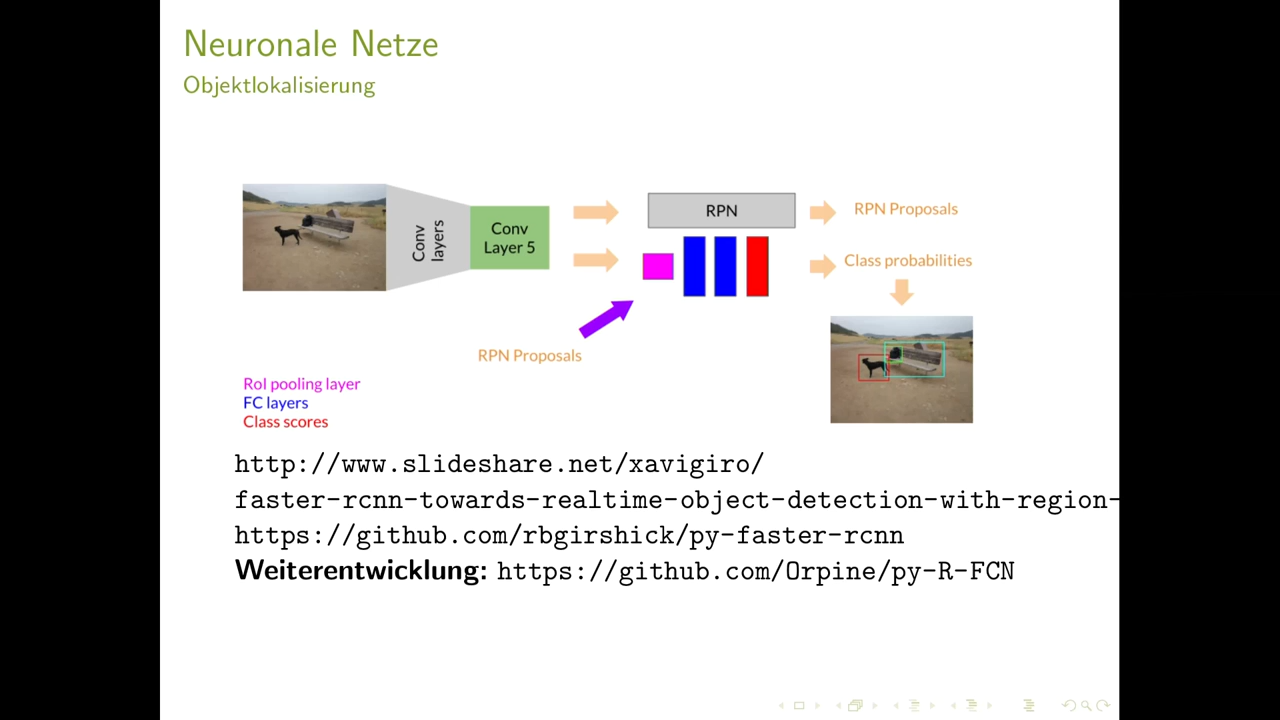 Neuronale Netze
Objektlokalisierung
Conv
layers
Conv
Layer 5
RPN
RPN Proposals
Class probabilities
RPN Proposals
RoI pooling layer
FC layers
Class scores
http://www.slideshare.net/xavigiro/
faster-rcnn-towards-realtime-object-detection-with-region-
https://github.com/rbgirshick/py-faster-rcnn
Weiterentwicklung: https://github.com/Orpine/py-R-FCN